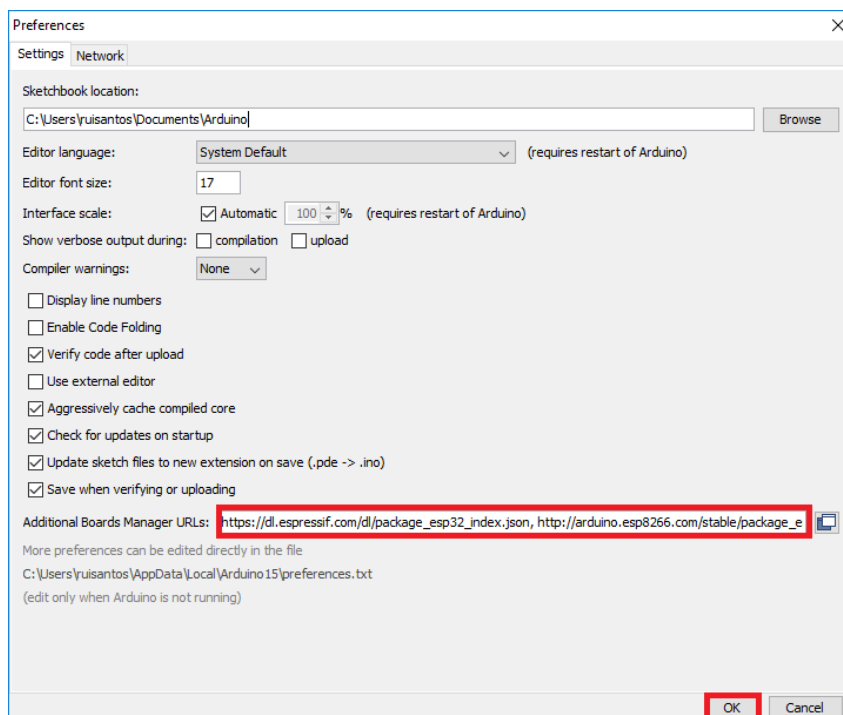 Preferences
Settings Network
Sketchbook location:
C:\Users\ruisantos\Documents\Arduino Browse
Editor language: System Default (requires restart of Arduino)
Editor font size: 17
Interface scale: Automatic 100 % (requires restart of Arduino)
Show verbose output during: compilation upload
Compiler warnings: None
Display line numbers
Enable Code Folding
Verify code after upload
Use external editor
Aggressively cache compiled core
Check for updates on startup
Update sketch files to new extension on save (.pde -> .ino)
Save when verifying or uploading
Additional Boards Manager URLs: https://dl.espressif.com/dl/package_esp32_index.json, http://arduino.esp8266.com/stable/package_e
More preferences can be edited directly in the file
C:\Users\ruisantos\AppData\Local\Arduino15\preferences.txt
(edit only when Arduino is not running)
OK Cancel